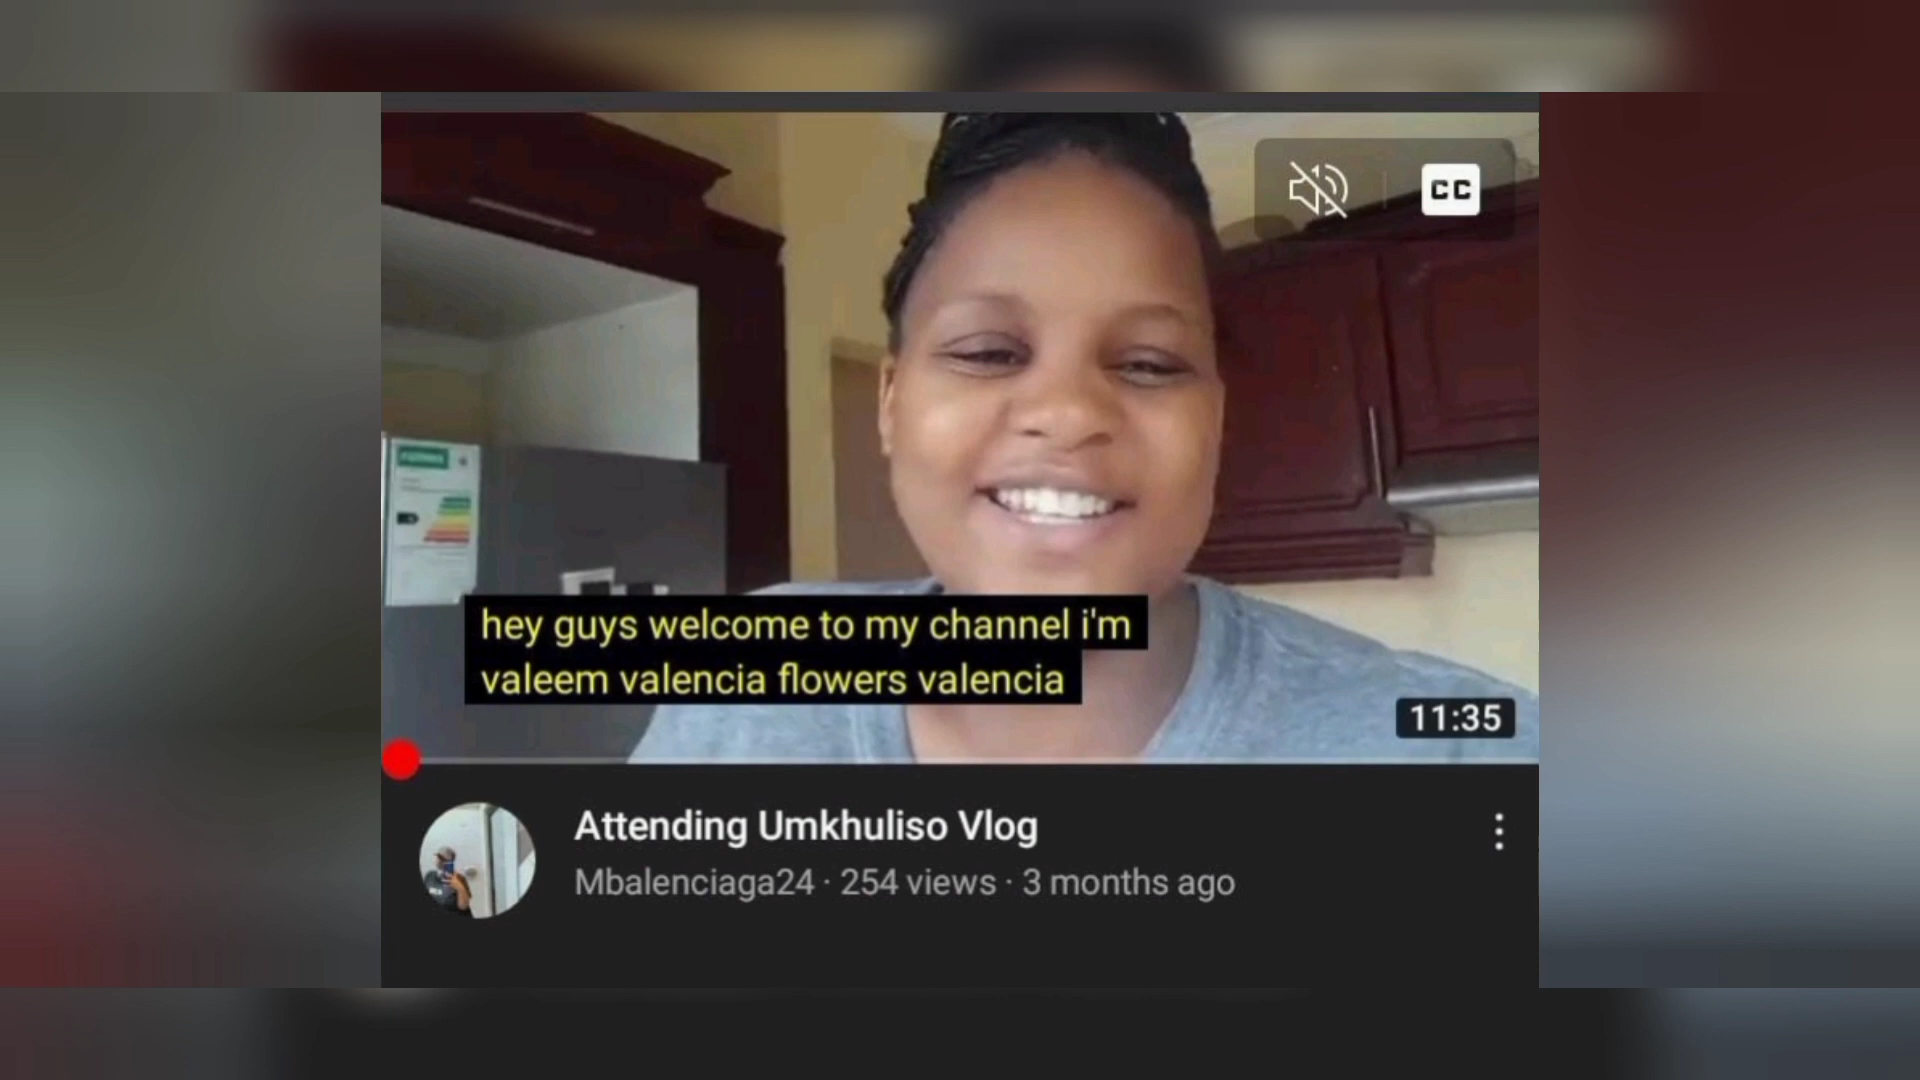 CC
hey guys welcome to my channel i'm
valeem valencia flowers valencia
11:35
Attending Umkhuliso Vlog
Mbalenciaga24 · 254 views · 3 months ago